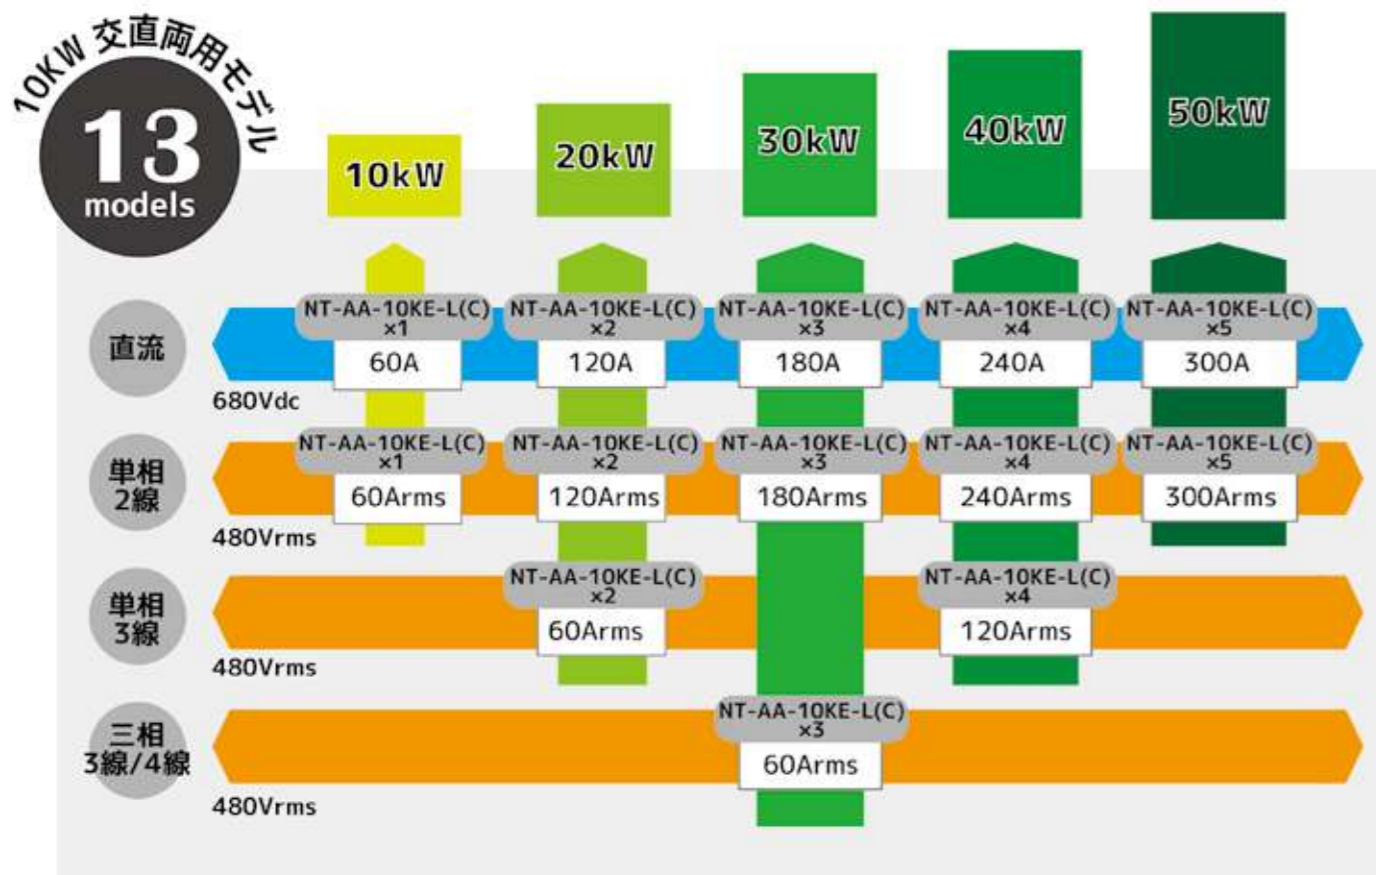 10KW 交直両用モデル
13
models
10kW
20kW
30kW
40kW
50kW
直流
NT-AA-10KE-L(C)
×1
60A
NT-AA-10KE-L(C)
×2
120A
NT-AA-10KE-L(C)
×3
180A
NT-AA-10KE-L(C)
×4
240A
NT-AA-10KE-L(C)
×5
300A
680Vdc
単相
2線
NT-AA-10KE-L(C)
×1
60Arms
NT-AA-10KE-L(C)
×2
120Arms
NT-AA-10KE-L(C)
×3
180Arms
NT-AA-10KE-L(C)
×4
240Arms
NT-AA-10KE-L(C)
×5
300Arms
480Vrms
単相
3線
NT-AA-10KE-L(C)
×2
60Arms
NT-AA-10KE-L(C)
×4
120Arms
480Vrms
三相
3線/4線
NT-AA-10KE-L(C)
×3
60Arms
480Vrms